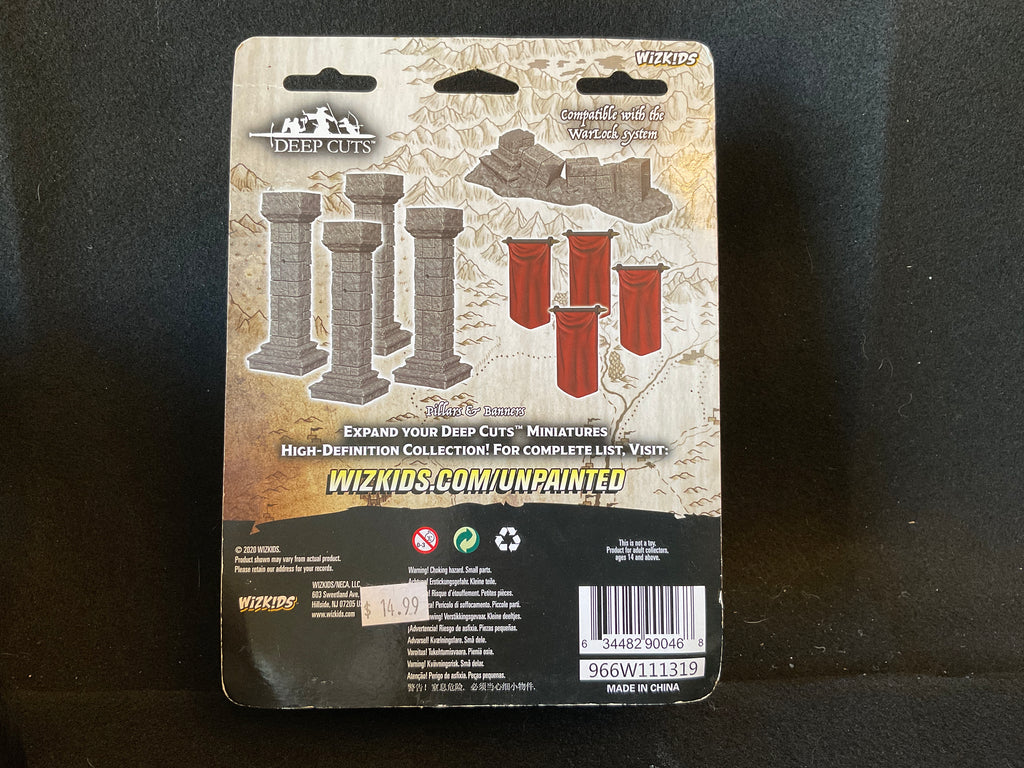 WIZKIDS
DEEP CUTS™
Compatible with the
WarLock system
Pillars & Banners
EXPAND YOUR DEEP CUTS™ MINIATURES
HIGH-DEFINITION COLLECTION! FOR COMPLETE LIST, VISIT:
WIZKIDS.COM/UNPAINTED
0-3
© 2020 WIZKIDS.
Product shown may vary from actual product.
Please retain our address for your records.
WIZKIDS
WIZKIDS/NECA, LLC
603 Sweetland Ave.
Hillside, NJ 07205
www.wizkids.com
$ 14.99
Warning! Choking hazard. Small parts.
Erstickungsgefahr. Kleine teile.
Risque d'étouffement. Petites pièces.
Pericolo di soffocamento. Piccole parti.
Verstikkingsgevaar. Kleine deeltjes.
¡Advertencia! Riesgo de asfixia. Piezas pequeñas.
Advarsel! Kvælningsfare. Små dele.
Varoitus! Tukehtumisvaara. Pieniä osia.
Varning! Kvävningsrisk. Små delar.
Atenção! Perigo de asfixia. Peças pequenas.
警告! 窒息危险. 必须当心细小物件.
This is not a toy.
Product for adult collectors,
ages 14 and above.
6 34482 90046 8
966W111319
MADE IN CHINA